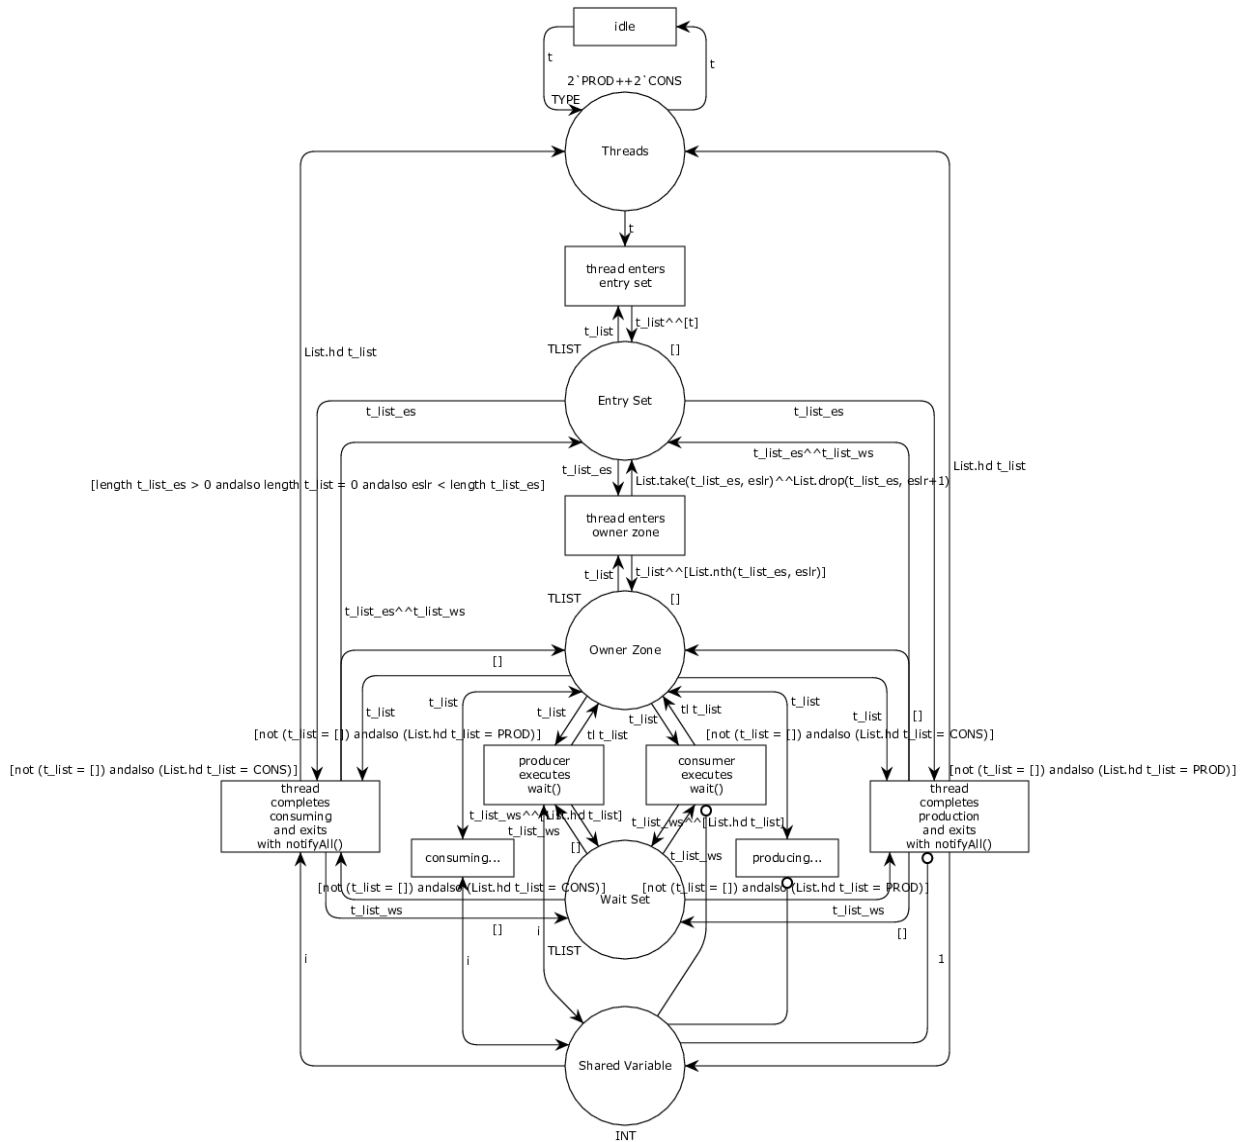 idle
t
t
2`PROD++2`CONS
TYPE
Threads
t
thread enters
entry set
t_list
t_list^^[t]
TLIST
[]
List.hd t_list
Entry Set
t_list_es
t_list_es
t_list_es^^t_list_ws
List.hd t_list
t_list_es
[length t_list_es > 0 andalso length t_list = 0 andalso eslr < length t_list_es]
List.take(t_list_es, eslr)^^List.drop(t_list_es, eslr+1)
thread enters
owner zone
t_list
t_list^^[List.nth(t_list_es, eslr)]
TLIST
[]
t_list_es^^t_list_ws
Owner Zone
[]
t_list
t_list
t_list
t_list
tl t_list
t_list
t_list
[]
[not (t_list = []) andalso (List.hd t_list = PROD)]
tl t_list
[not (t_list = []) andalso (List.hd t_list = CONS)]
[not (t_list = []) andalso (List.hd t_list = CONS)]
producer
executes
wait()
consumer
executes
wait()
[not (t_list = []) andalso (List.hd t_list = PROD)]
thread
completes
consuming
and exits
with notifyAll()
thread
completes
production
and exits
with notifyAll()
t_list_ws^^[List.hd t_list]
t_list_ws
t_list_ws^^[List.hd t_list]
[]
t_list_ws
consuming...
producing...
[not (t_list = []) andalso (List.hd t_list = CONS)]
[not (t_list = []) andalso (List.hd t_list = PROD)]
Wait Set
t_list_ws
t_list_ws
[]
i
[]
TLIST
i
i
1
Shared Variable
INT